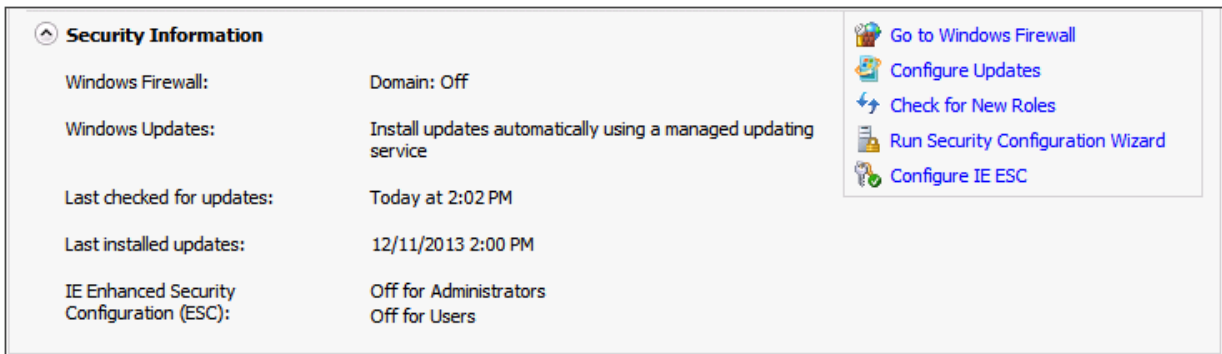 Security Information
Windows Firewall: Domain: Off
Windows Updates: Install updates automatically using a managed updating
service
Last checked for updates: Today at 2:02 PM
Last installed updates: 12/11/2013 2:00 PM
IE Enhanced Security Off for Administrators
Configuration (ESC): Off for Users
Go to Windows Firewall
Configure Updates
Check for New Roles
Run Security Configuration Wizard
Configure IE ESC